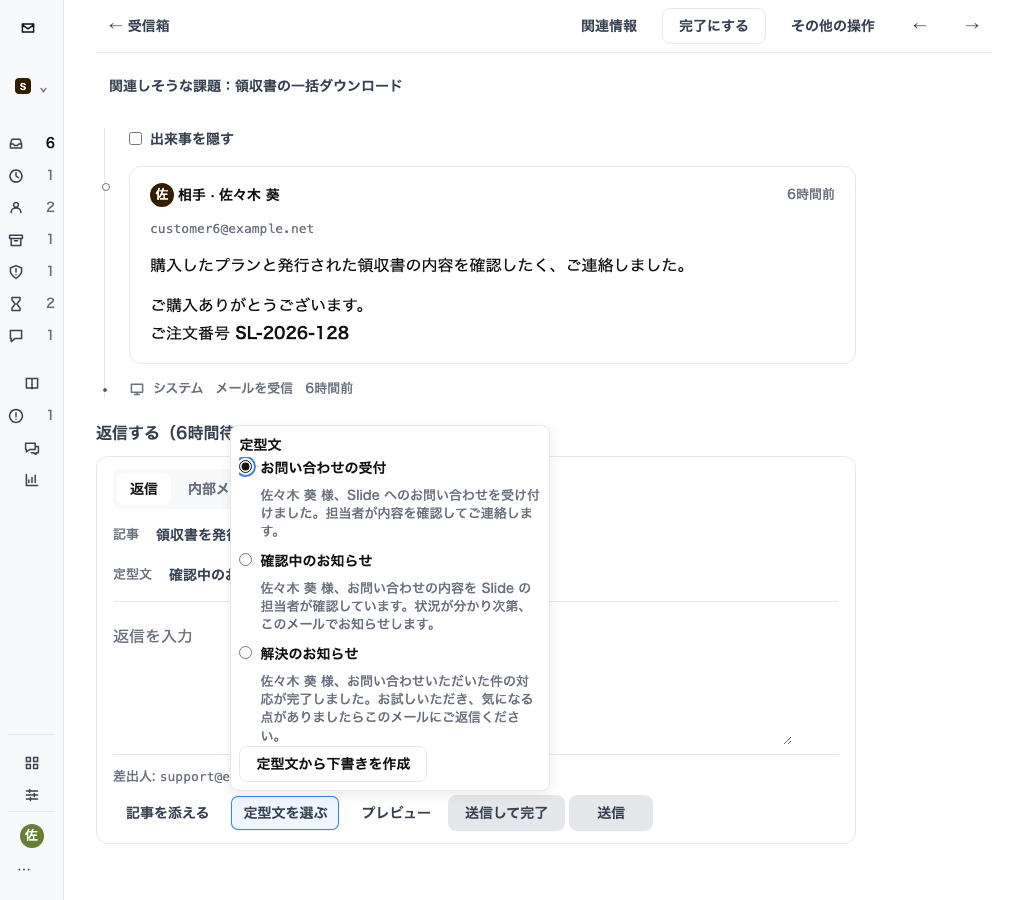 ← 受信箱
関連情報
完了にする
その他の操作
←
→
S
関連しそうな課題：領収書の一括ダウンロード
6
1
2
1
1
2
1
1
出来事を隠す
佐 相手 · 佐々木 葵
6時間前
customer6@example.net
購入したプランと発行された領収書の内容を確認したく、ご連絡しました。
ご購入ありがとうございます。
ご注文番号 SL-2026-128
システム メールを受信 6時間前
返信する（6時間待
返信
内部メ
記事 領収書を発行
定型文 確認中のお
返信を入力
定型文
お問い合わせの受付
佐々木 葵 様、Slide へのお問い合わせを受け付
けました。担当者が内容を確認してご連絡しま
す。
確認中のお知らせ
佐々木 葵 様、お問い合わせの内容を Slide の
担当者が確認しています。状況が分かり次第、
このメールでお知らせします。
解決のお知らせ
佐々木 葵 様、お問い合わせいただいた件の対
応が完了しました。お試しいただき、気になる
点がありましたらこのメールにご返信くださ
い。
定型文から下書きを作成
差出人: support@e
記事を添える
定型文を選ぶ
プレビュー
送信して完了
送信
佐
…